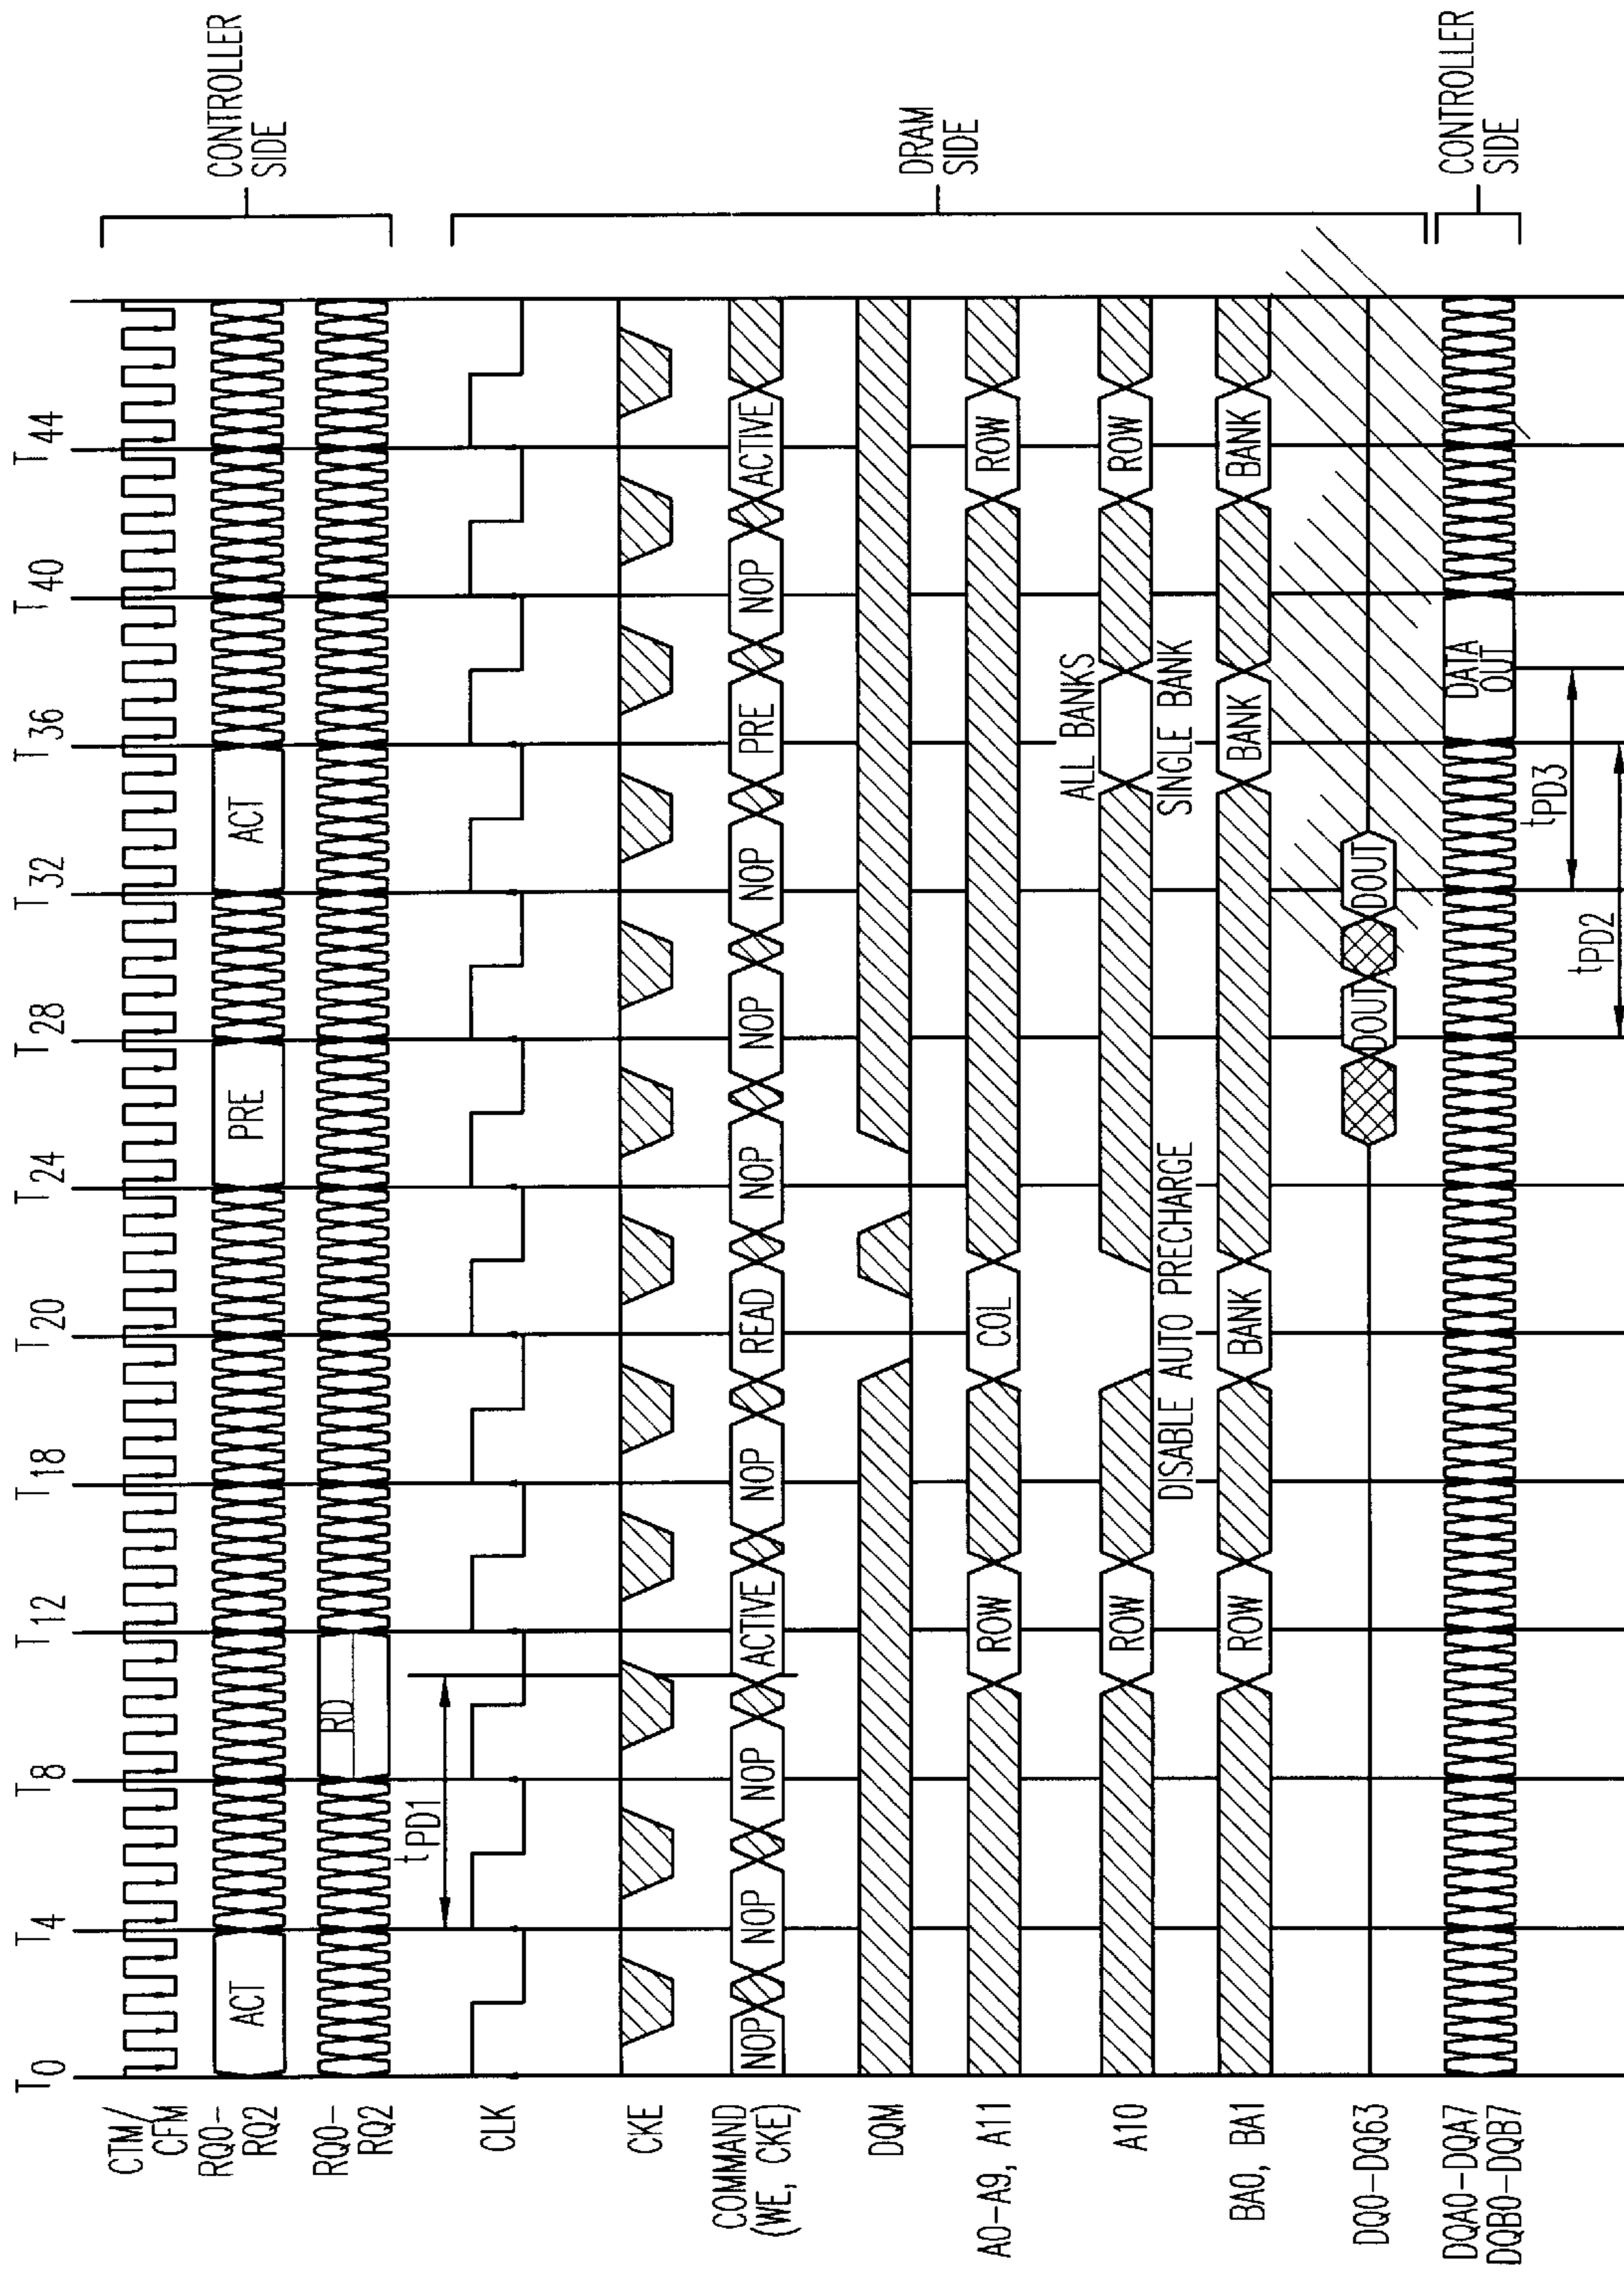 T0 T4 T8 T12 T18 T20 T24 T28 T32 T36 T40 T44
CTM/
CFM
RQ0-
RQ2
ACT PRE ACT
RQ0-
RQ2
RD
CONTROLLER
SIDE
tPD1
CLK
CKE
COMMAND
(WE, CKE)
NOP NOP NOP ACTIVE NOP READ NOP NOP NOP PRE NOP ACTIVE
DQM
A0-A9, A11
ROW COL ROW
ALL BANKS
A10
ROW ROW
DISABLE AUTO PRECHARGE
SINGLE BANK
BA0, BA1
ROW BANK BANK BANK
DQ0-DQ63
DOUT DOUT
DRAM
SIDE
DQA0-DQA7
DQB0-DQB7
DATA
OUT
CONTROLLER
SIDE
tPD3
tPD2